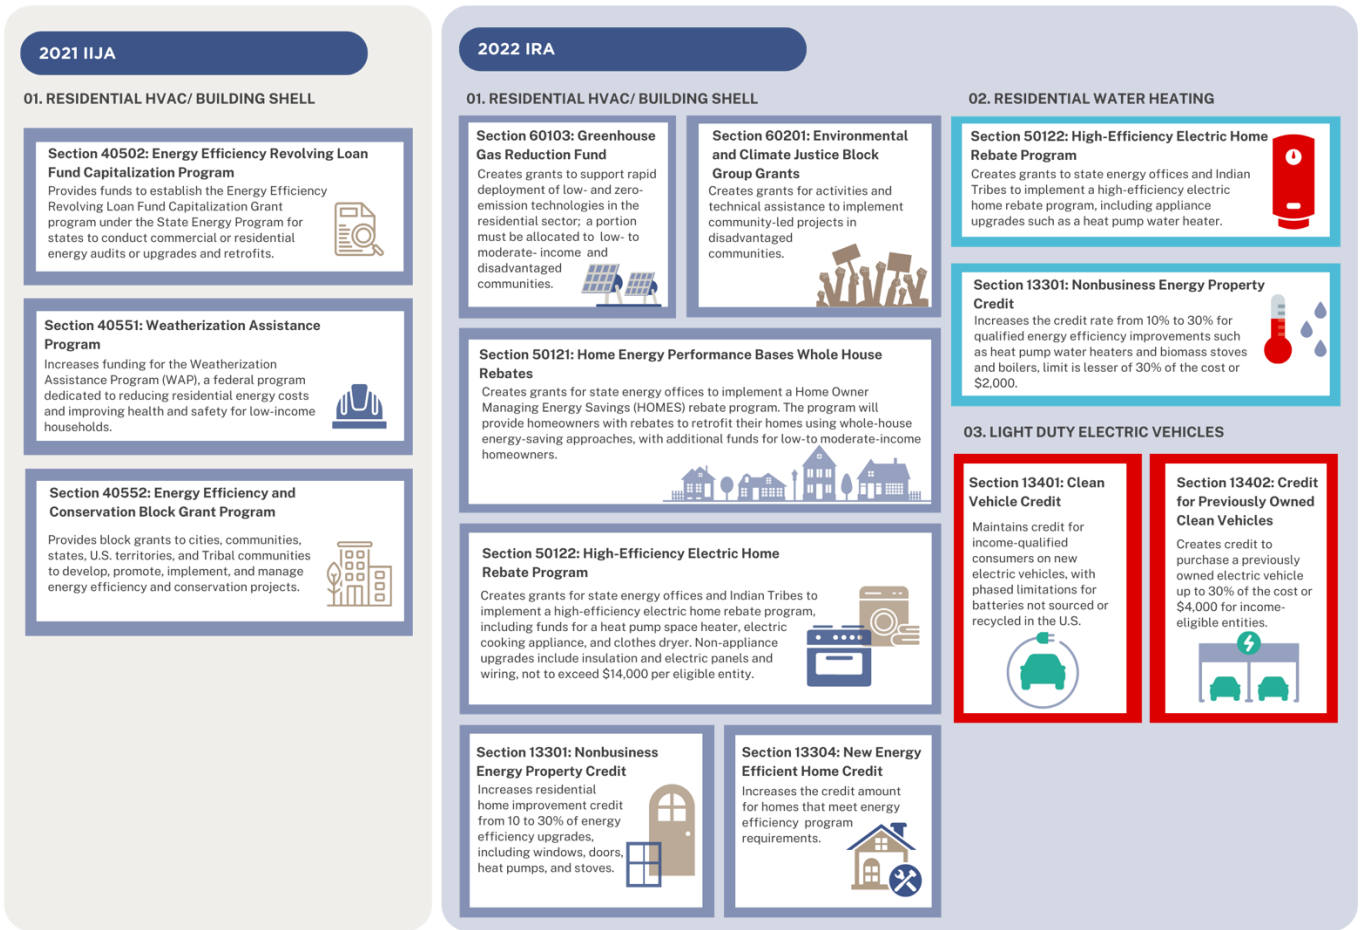 2021 IIJA
01. RESIDENTIAL HVAC/ BUILDING SHELL
Section 40502: Energy Efficiency Revolving Loan
Fund Capitalization Program
Provides funds to establish the Energy Efficiency
Revolving Loan Fund Capitalization Grant
program under the State Energy Program for
states to conduct commercial or residential
energy audits or upgrades and retrofits.
Section 40551: Weatherization Assistance
Program
Increases funding for the Weatherization
Assistance Program (WAP), a federal program
dedicated to reducing residential energy costs
and improving health and safety for low-income
households.
Section 40552: Energy Efficiency and
Conservation Block Grant Program
Provides block grants to cities, communities,
states, U.S. territories, and Tribal communities
to develop, promote, implement, and manage
energy efficiency and conservation projects.
2022 IRA
01. RESIDENTIAL HVAC/ BUILDING SHELL
Section 60103: Greenhouse
Gas Reduction Fund
Creates grants to support rapid
deployment of low- and zero-
emission technologies in the
residential sector; a portion
must be allocated to low- to
moderate- income and
disadvantaged
communities.
Section 60201: Environmental
and Climate Justice Block
Group Grants
Creates grants for activities and
technical assistance to implement
community-led projects in
disadvantaged
communities.
Section 50121: Home Energy Performance Bases Whole House
Rebates
Creates grants for state energy offices to implement a Home Owner
Managing Energy Savings (HOMES) rebate program. The program will
provide homeowners with rebates to retrofit their homes using whole-house
energy-saving approaches, with additional funds for low-to moderate-income
homeowners.
Section 50122: High-Efficiency Electric Home
Rebate Program
Creates grants for state energy offices and Indian Tribes to
implement a high-efficiency electric home rebate program,
including funds for a heat pump space heater, electric
cooking appliance, and clothes dryer. Non-appliance
upgrades include insulation and electric panels and
wiring, not to exceed $14,000 per eligible entity.
Section 13301: Nonbusiness
Energy Property Credit
Increases residential
home improvement credit
from 10 to 30% of energy
efficiency upgrades,
including windows, doors,
heat pumps, and stoves.
Section 13304: New Energy
Efficient Home Credit
Increases the credit amount
for homes that meet energy
efficiency program
requirements.
02. RESIDENTIAL WATER HEATING
Section 50122: High-Efficiency Electric Home
Rebate Program
Creates grants to state energy offices and Indian
Tribes to implement a high-efficiency electric
home rebate program, including appliance
upgrades such as a heat pump water heater.
Section 13301: Nonbusiness Energy Property
Credit
Increases the credit rate from 10% to 30% for
qualified energy efficiency improvements such
as heat pump water heaters and biomass stoves
and boilers, limit is lesser of 30% of the cost or
$2,000.
03. LIGHT DUTY ELECTRIC VEHICLES
Section 13401: Clean
Vehicle Credit
Maintains credit for
income-qualified
consumers on new
electric vehicles, with
phased limitations for
batteries not sourced or
recycled in the U.S.
Section 13402: Credit
for Previously Owned
Clean Vehicles
Creates credit to
purchase a previously
owned electric vehicle
up to 30% of the cost or
$4,000 for income-
eligible entities.